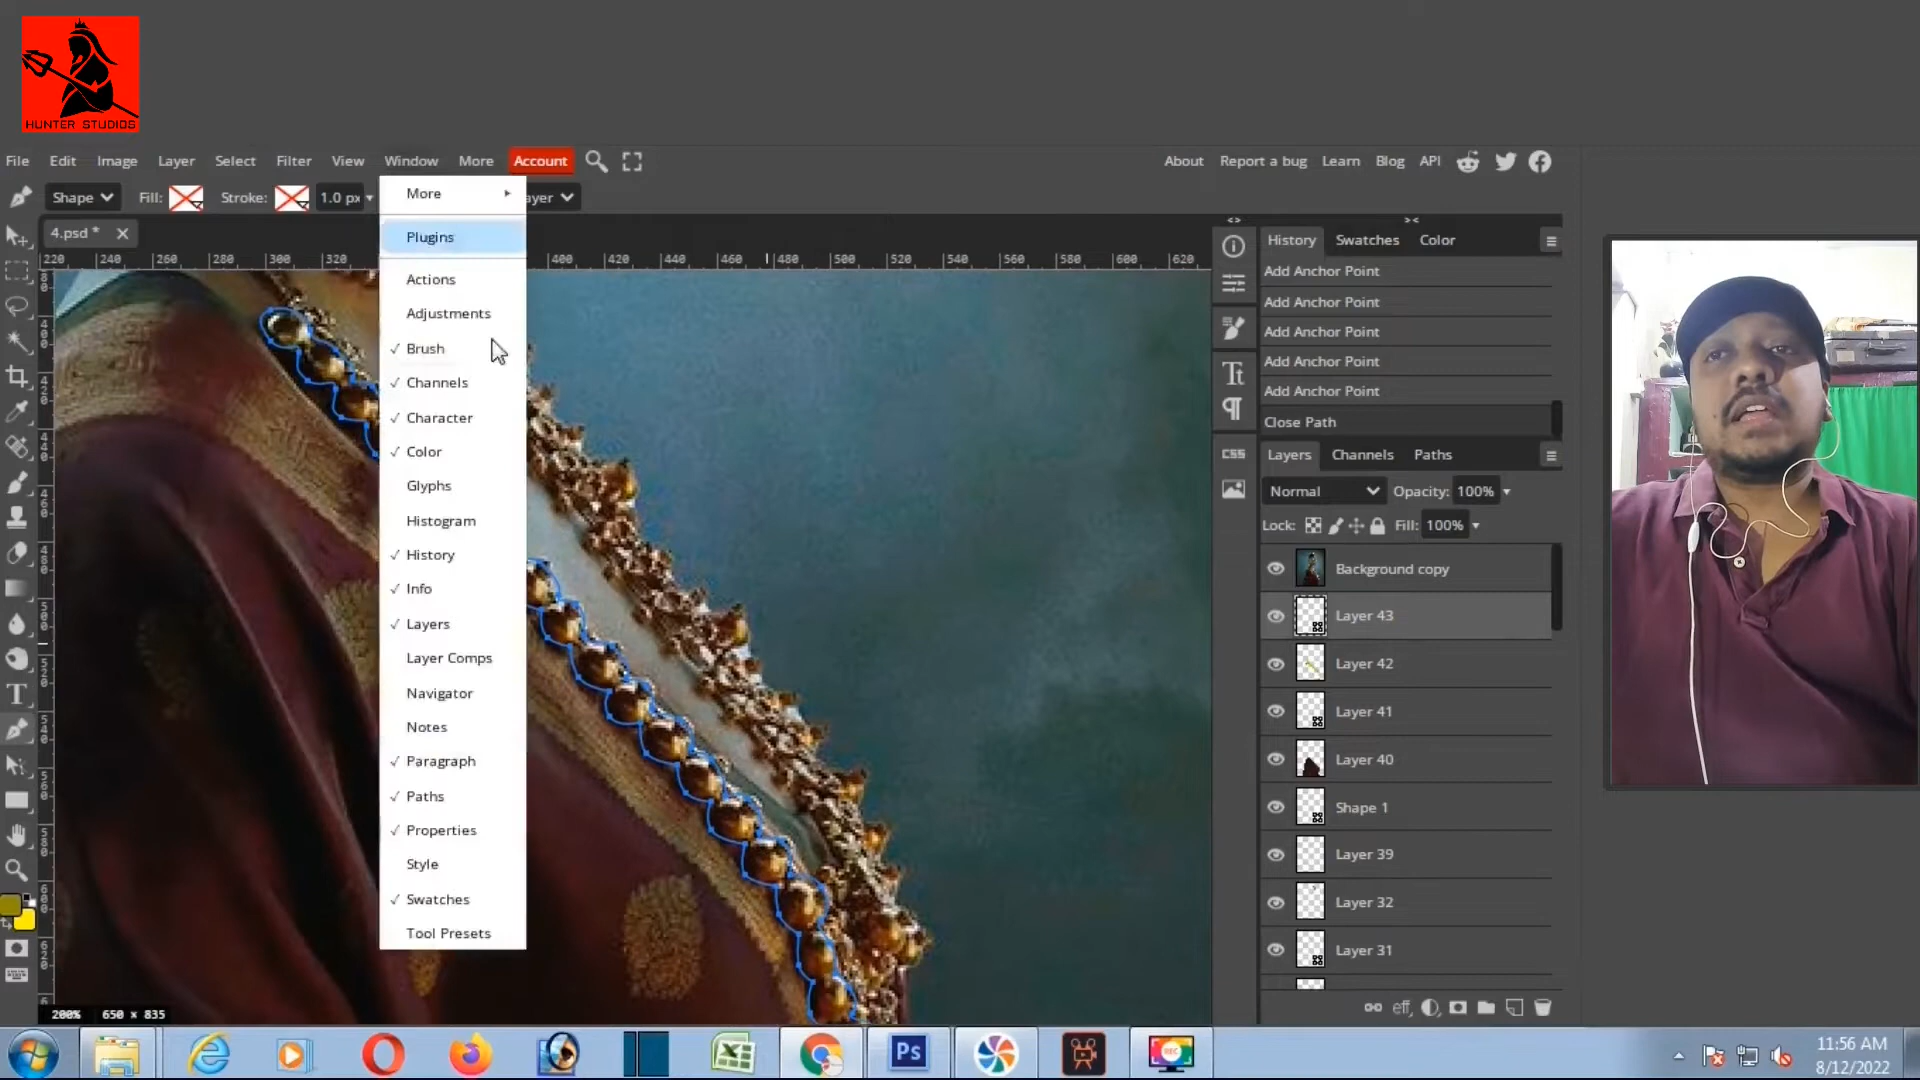 HUNTER STUDIOS
File Edit Image Layer Select Filter View Window More Account About Report a bug Learn Blog API
Shape Fill: Stroke: 1.0 px ayer
4.psd *
220 260 280 300 320 400 420 440 460 480 500 520 540 560 580 600 620
More
Plugins
Actions
Adjustments
✓ Brush
✓ Channels
✓ Character
✓ Color
Glyphs
Histogram
✓ History
✓ Info
✓ Layers
Layer Comps
Navigator
Notes
✓ Paragraph
✓ Paths
✓ Properties
Style
✓ Swatches
Tool Presets
200% 650 × 835
CSS
History Swatches Color
Add Anchor Point
Add Anchor Point
Add Anchor Point
Add Anchor Point
Add Anchor Point
Close Path
Layers Channels Paths
Normal Opacity: 100%
Lock: Fill: 100%
Background copy
Layer 43
Layer 42
Layer 41
Layer 40
Shape 1
Layer 39
Layer 32
Layer 31
eff
Ps
REC
11:56 AM
8/12/2022